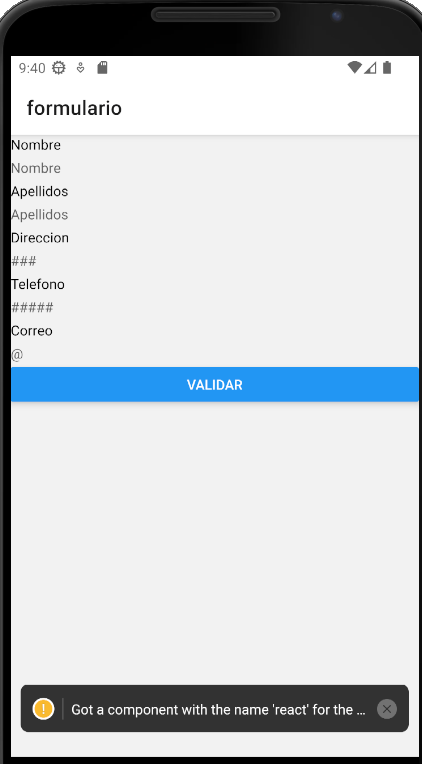 9:40
formulario
Nombre
Nombre
Apellidos
Apellidos
Direccion
###
Telefono
#####
Correo
@
VALIDAR
! Got a component with the name 'react' for the ...